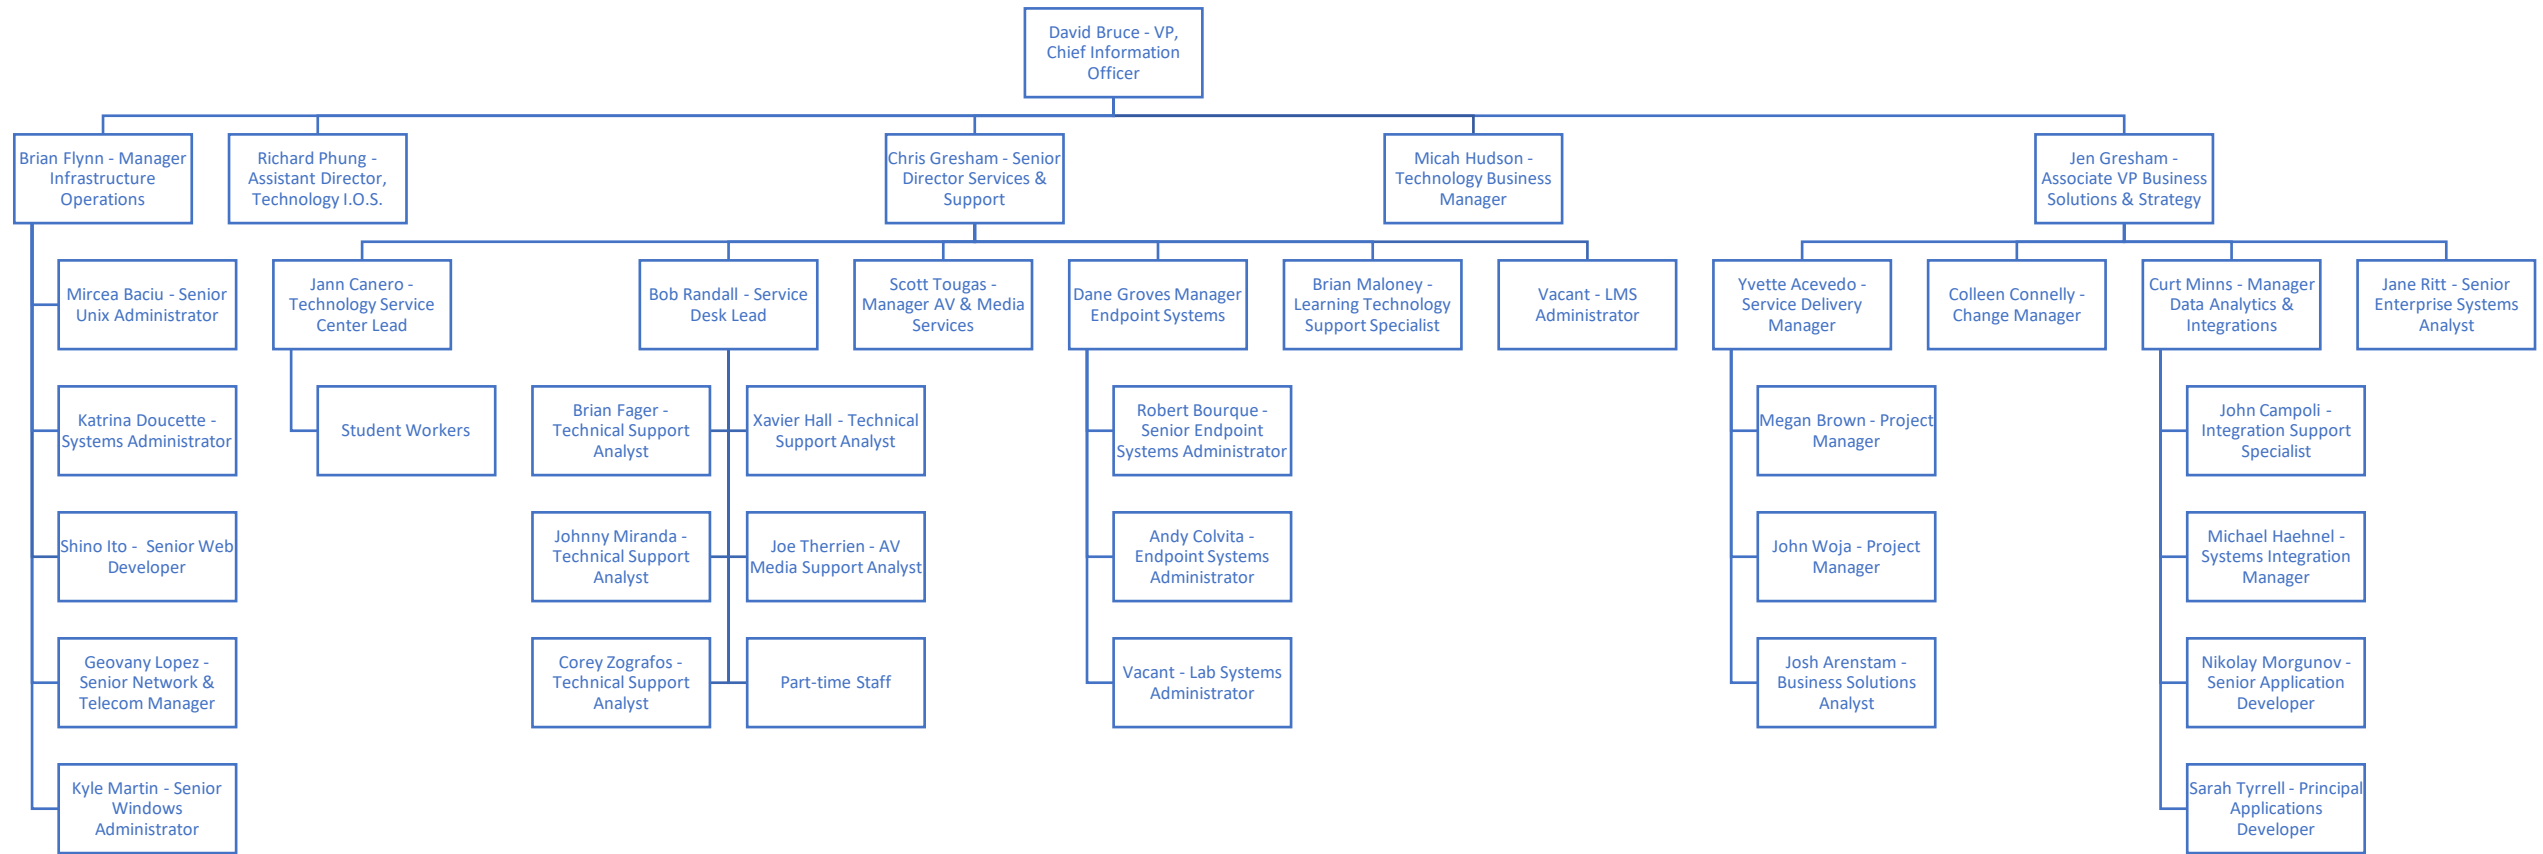 David Bruce - VP,
Chief Information
Officer
Brian Flynn - Manager
Infrastructure
Operations
Richard Phung -
Assistant Director,
Technology I.O.S.
Chris Gresham - Senior
Director Services &
Support
Micah Hudson -
Technology Business
Manager
Jen Gresham -
Associate VP Business
Solutions & Strategy
Mircea Baciu - Senior
Unix Administrator
Jann Canero -
Technology Service
Center Lead
Bob Randall - Service
Desk Lead
Scott Tougas -
Manager AV & Media
Services
Dane Groves Manager
Endpoint Systems
Brian Maloney -
Learning Technology
Support Specialist
Vacant - LMS
Administrator
Yvette Acevedo -
Service Delivery
Manager
Colleen Connelly -
Change Manager
Curt Minns - Manager
Data Analytics &
Integrations
Jane Ritt - Senior
Enterprise Systems
Analyst
Katrina Doucette -
Systems Administrator
Student Workers
Brian Fager -
Technical Support
Analyst
Xavier Hall - Technical
Support Analyst
Robert Bourque -
Senior Endpoint
Systems Administrator
Megan Brown - Project
Manager
John Campoli -
Integration Support
Specialist
Shino Ito -  Senior Web
Developer
Johnny Miranda -
Technical Support
Analyst
Joe Therrien - AV
Media Support Analyst
Andy Colvita -
Endpoint Systems
Administrator
John Woja - Project
Manager
Michael Haehnel -
Systems Integration
Manager
Geovany Lopez -
Senior Network &
Telecom Manager
Corey Zografos -
Technical Support
Analyst
Part-time Staff
Vacant - Lab Systems
Administrator
Josh Arenstam -
Business Solutions
Analyst
Nikolay Morgunov -
Senior Application
Developer
Kyle Martin - Senior
Windows
Administrator
Sarah Tyrrell - Principal
Applications
Developer